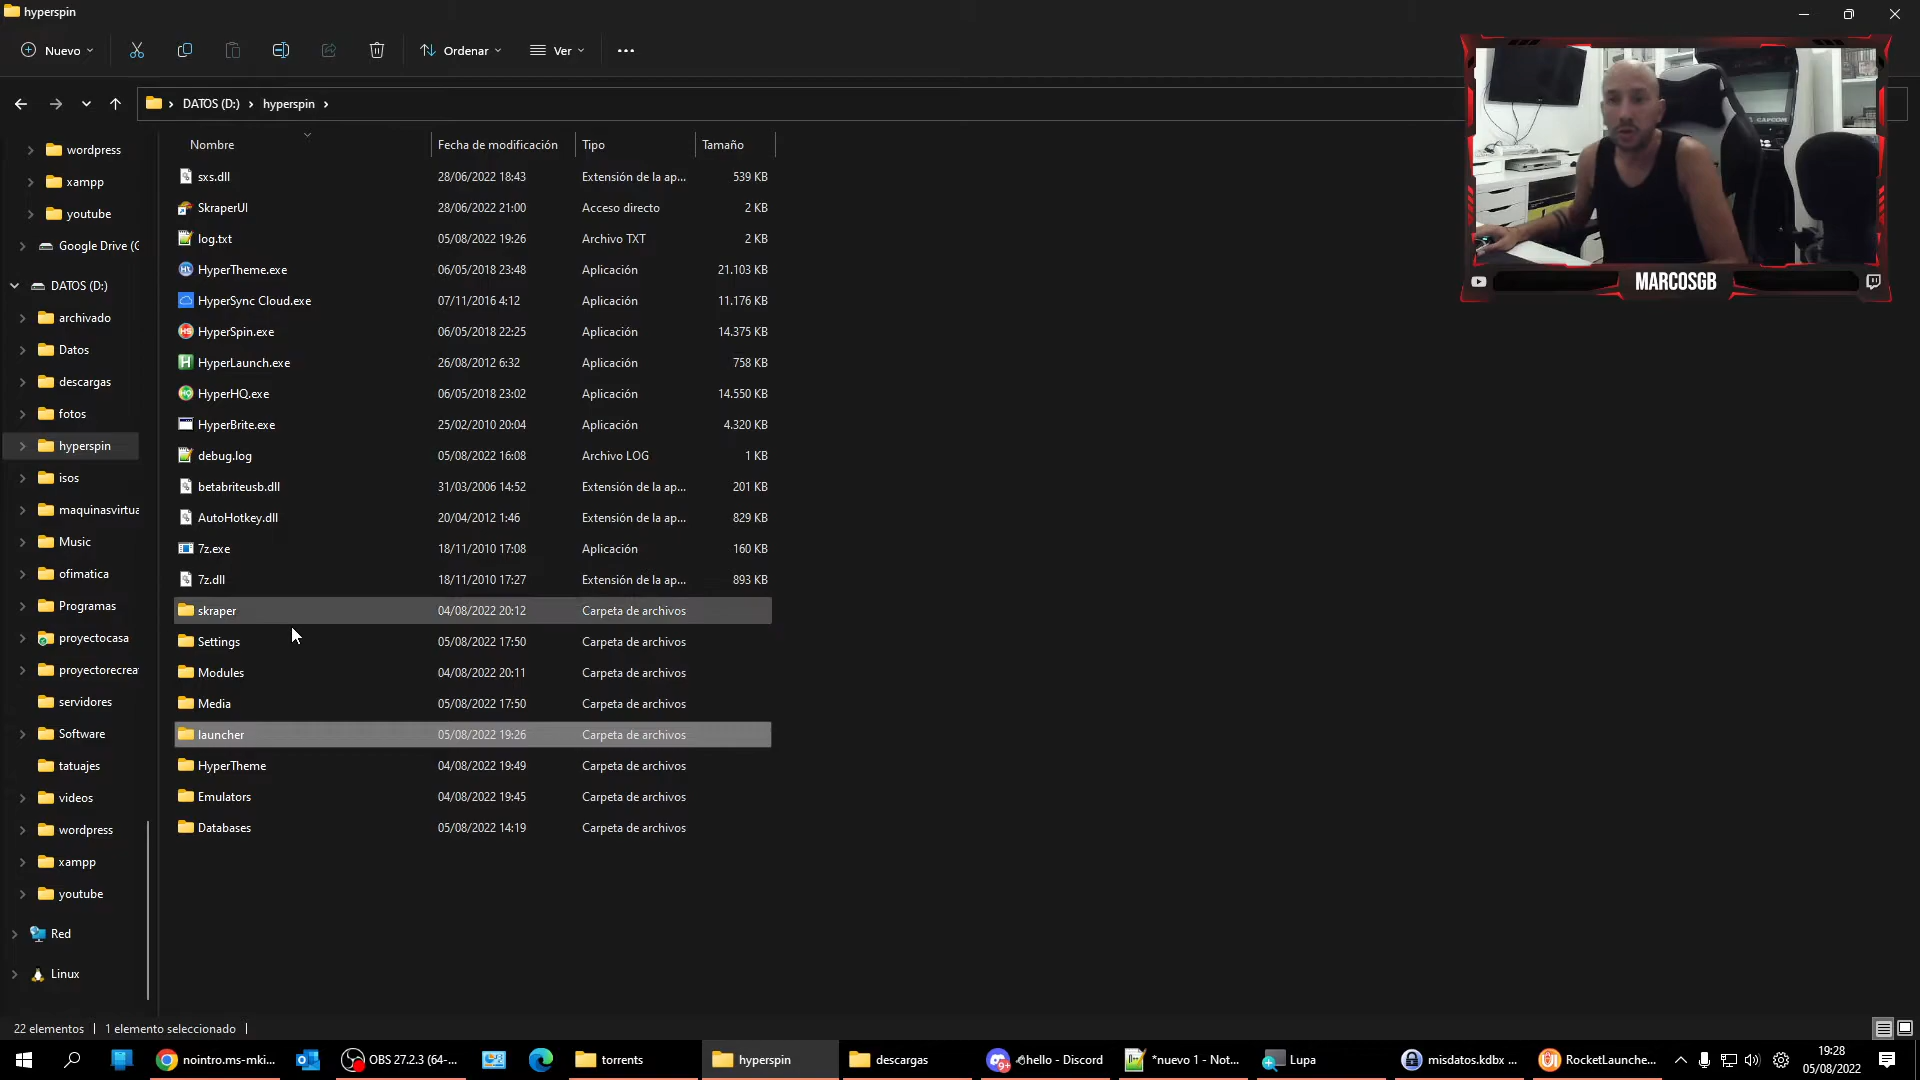 hyperspin
Nuevo
Ordenar
Ver
DATOS (D:) hyperspin
Nombre Fecha de modificación Tipo Tamaño
sxs.dll 28/06/2022 18:43 Extensión de la ap... 539 KB
SkraperUI 28/06/2022 21:00 Acceso directo 2 KB
log.txt 05/08/2022 19:26 Archivo TXT 2 KB
HyperTheme.exe 06/05/2018 23:48 Aplicación 21.103 KB
HyperSync Cloud.exe 07/11/2016 4:12 Aplicación 11.176 KB
HyperSpin.exe 06/05/2018 22:25 Aplicación 14.375 KB
HyperLaunch.exe 26/08/2012 6:32 Aplicación 758 KB
HyperHQ.exe 06/05/2018 23:02 Aplicación 14.550 KB
HyperBrite.exe 25/02/2010 20:04 Aplicación 4.320 KB
debug.log 05/08/2022 16:08 Archivo LOG 1 KB
betabriteusb.dll 31/03/2006 14:52 Extensión de la ap... 201 KB
AutoHotkey.dll 20/04/2012 1:46 Extensión de la ap... 829 KB
7z.exe 18/11/2010 17:08 Aplicación 160 KB
7z.dll 18/11/2010 17:27 Extensión de la ap... 893 KB
skraper 04/08/2022 20:12 Carpeta de archivos
Settings 05/08/2022 17:50 Carpeta de archivos
Modules 04/08/2022 20:11 Carpeta de archivos
Media 05/08/2022 17:50 Carpeta de archivos
launcher 05/08/2022 19:26 Carpeta de archivos
HyperTheme 04/08/2022 19:49 Carpeta de archivos
Emulators 04/08/2022 19:45 Carpeta de archivos
Databases 05/08/2022 14:19 Carpeta de archivos
wordpress
xampp
youtube
Google Drive (G
DATOS (D:)
archivado
Datos
descargas
fotos
hyperspin
isos
maquinasvirtua
Music
ofimatica
Programas
proyectocasa
proyectorecrea
servidores
Software
tatuajes
videos
wordpress
xampp
youtube
Red
Linux
CAPCOM
MARCOSGB
22 elementos 1 elemento seleccionado
nointro.ms-mki...
OBS 27.2.3 (64-...
torrents
hyperspin
descargas
9+
hello - Discord
*nuevo 1 - Not...
Lupa
misdatos.kdbx ...
RocketLaunche...
19:28
05/08/2022